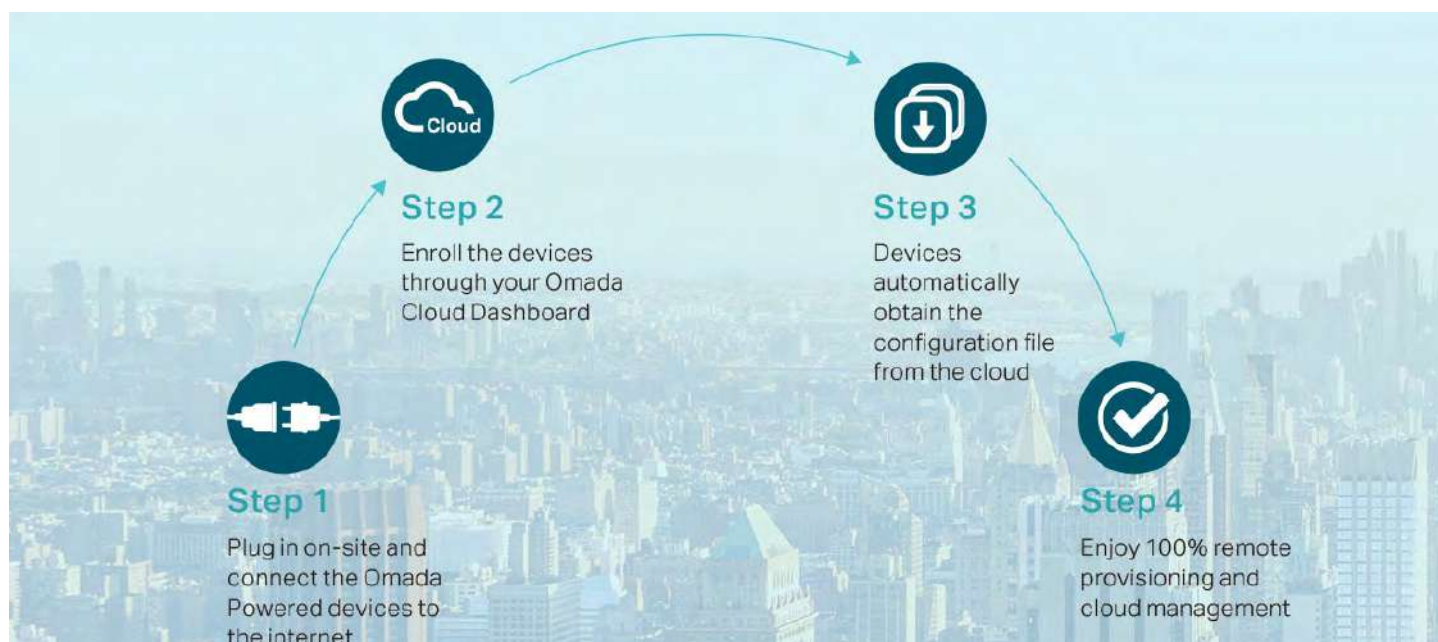 Cloud
Step 2
Enroll the devices
through your Omada
Cloud Dashboard
Step 3
Devices
automatically
obtain the
configuration file
from the cloud
Step 1
Plug in on-site and
connect the Omada
Powered devices to
the internet
Step 4
Enjoy 100% remote
provisioning and
cloud management